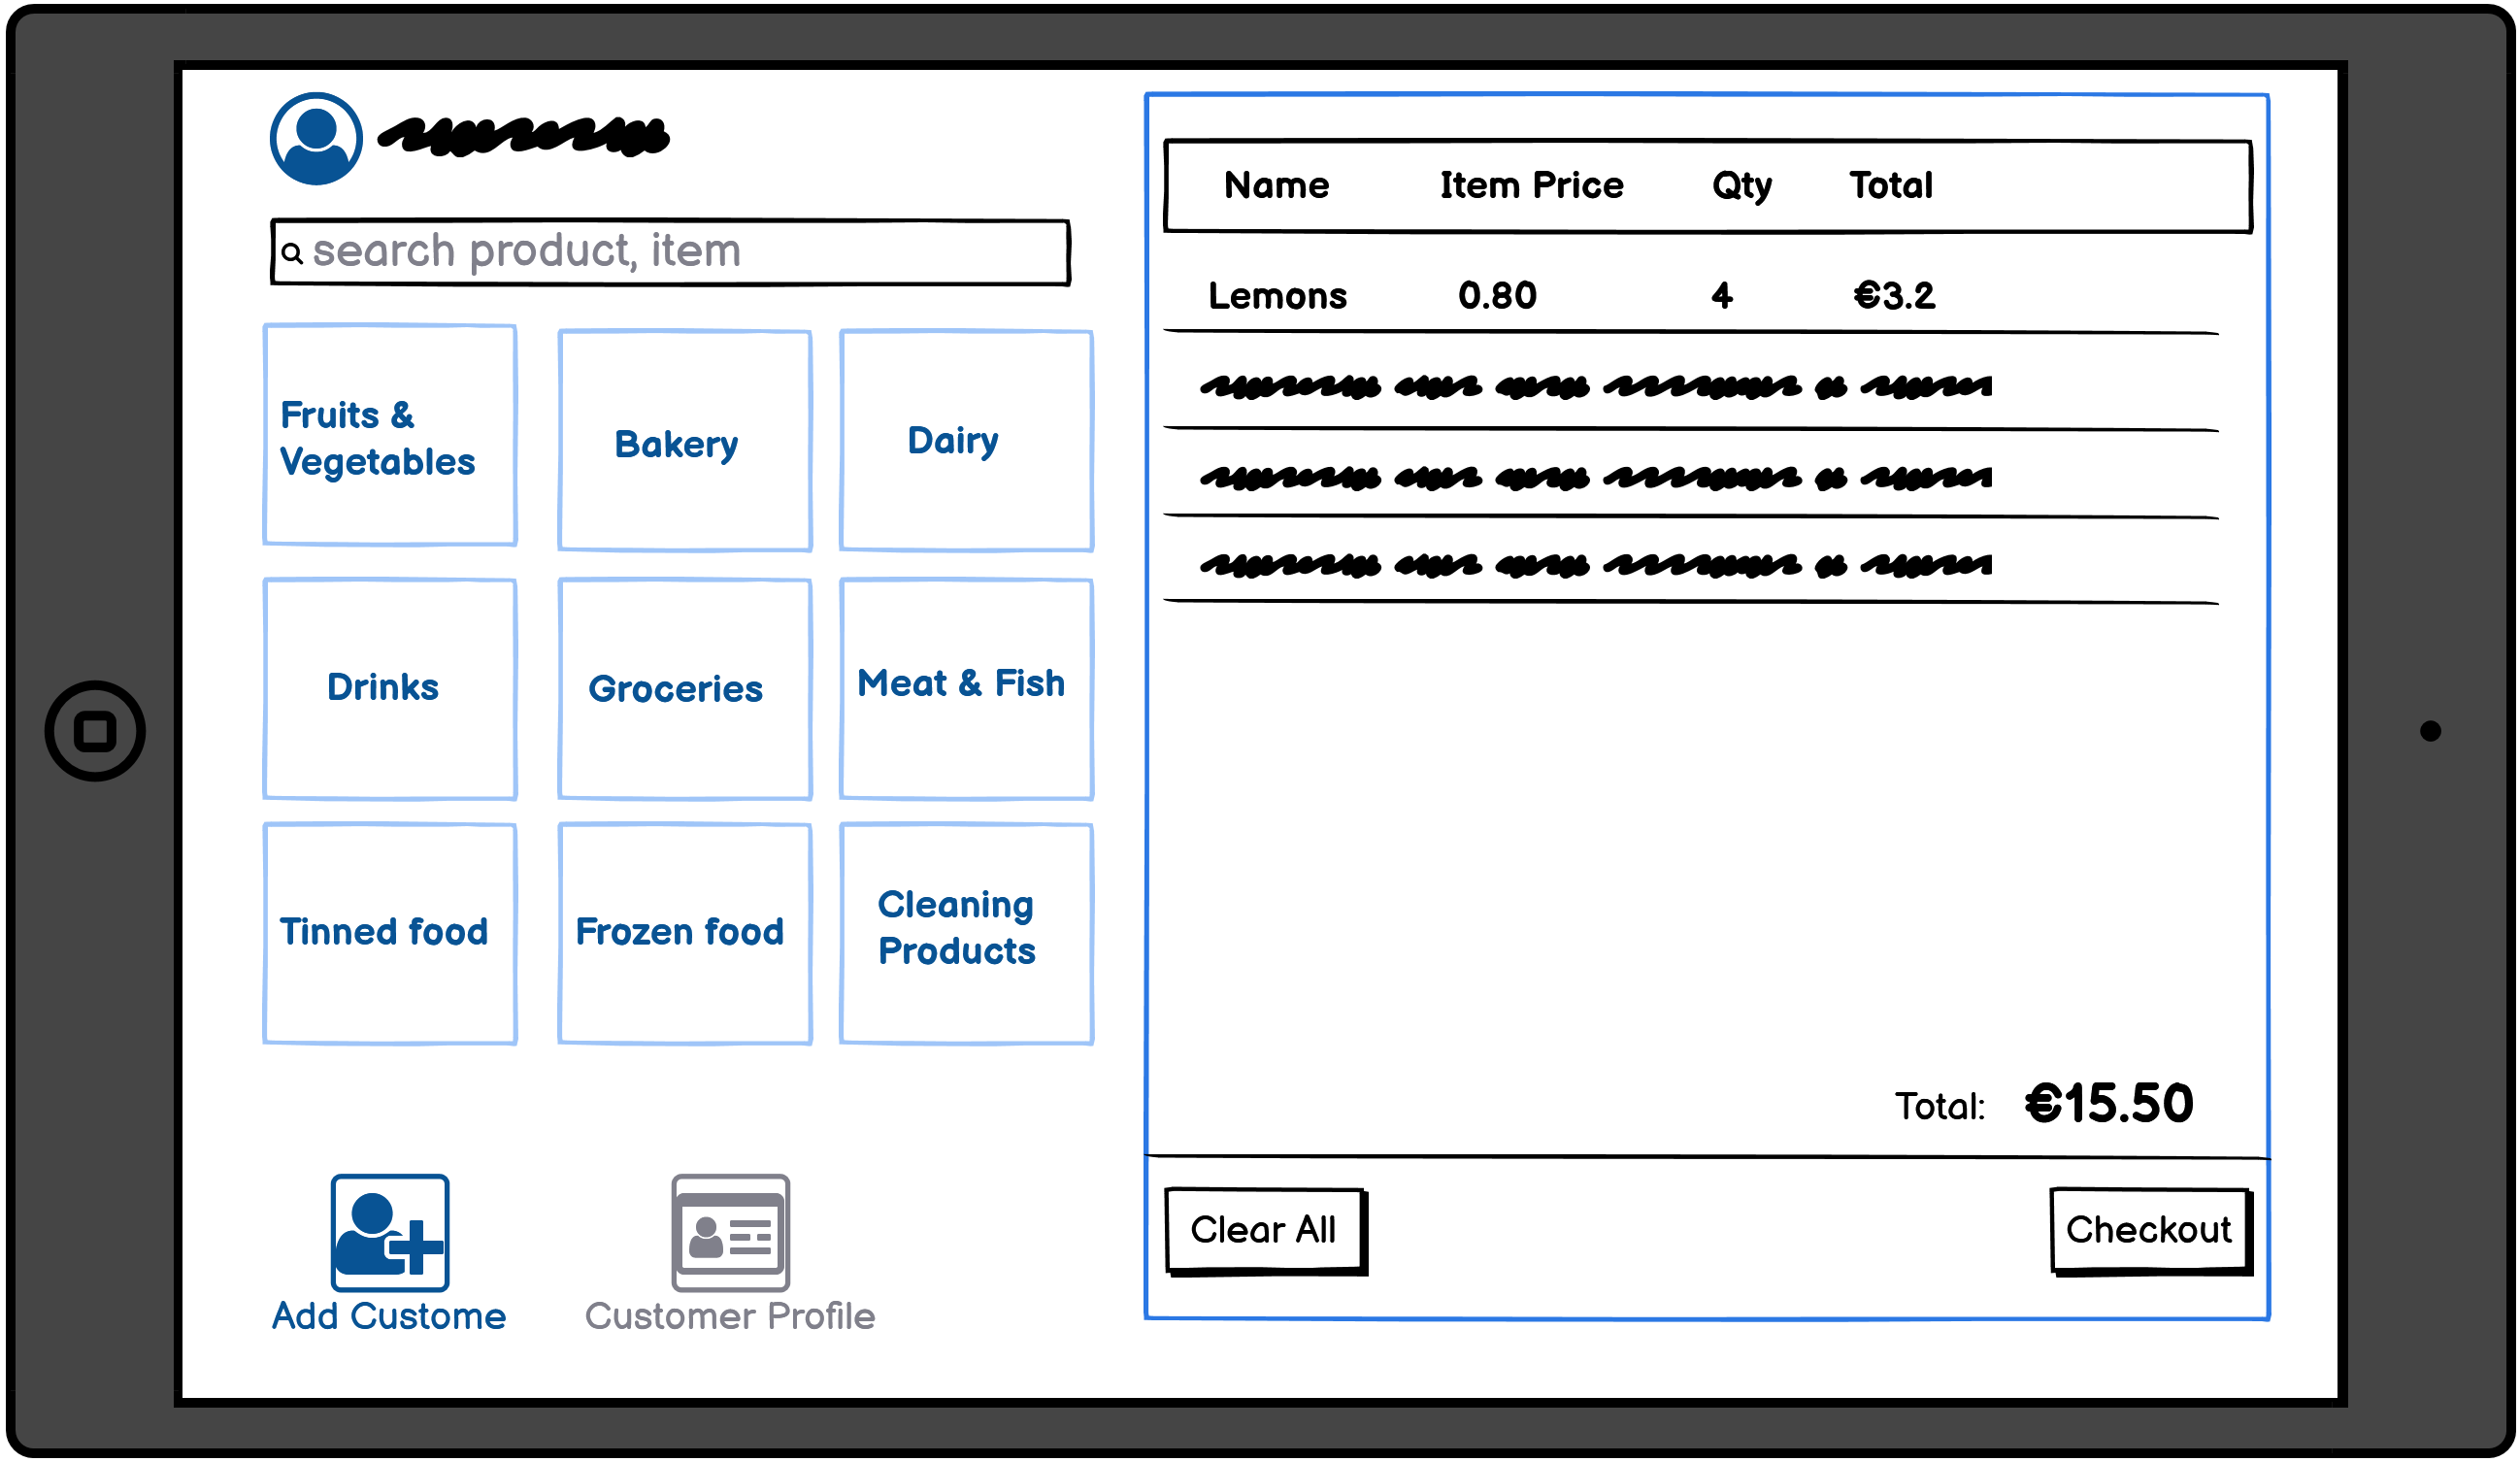 search product, item
Fruits &
Vegetables
Bakery
Dairy
Drinks
Groceries
Meat & Fish
Tinned food
Frozen food
Cleaning
Products
Add Custome
Customer Profile
Name Item Price Qty Total
Lemons 0.80 4 €3.2
Total: €15.50
Clear All
Checkout